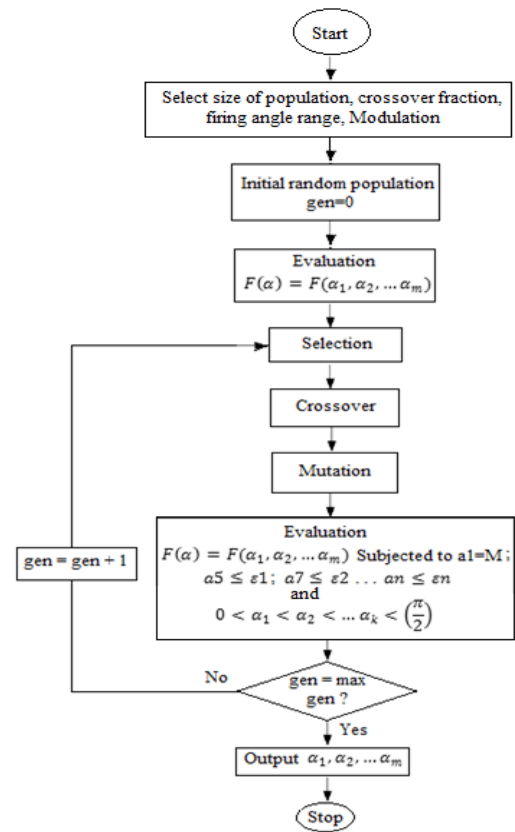 Start
Select size of population, crossover fraction,
firing angle range, Modulation
Initial random population
gen=0
Evaluation
F(α) = F(α₁, α₂, … αₘ)
Selection
Crossover
Mutation
Evaluation
F(α) = F(α₁, α₂, … αₘ) Subjected to a1=M;
a5 ≤ ε1; a7 ≤ ε2 . . . an ≤ εn
and
0 < α₁ < α₂ < … αₖ < (π/2)
gen = gen + 1
No
gen = max
gen ?
Yes
Output α₁, α₂, … αₘ
Stop